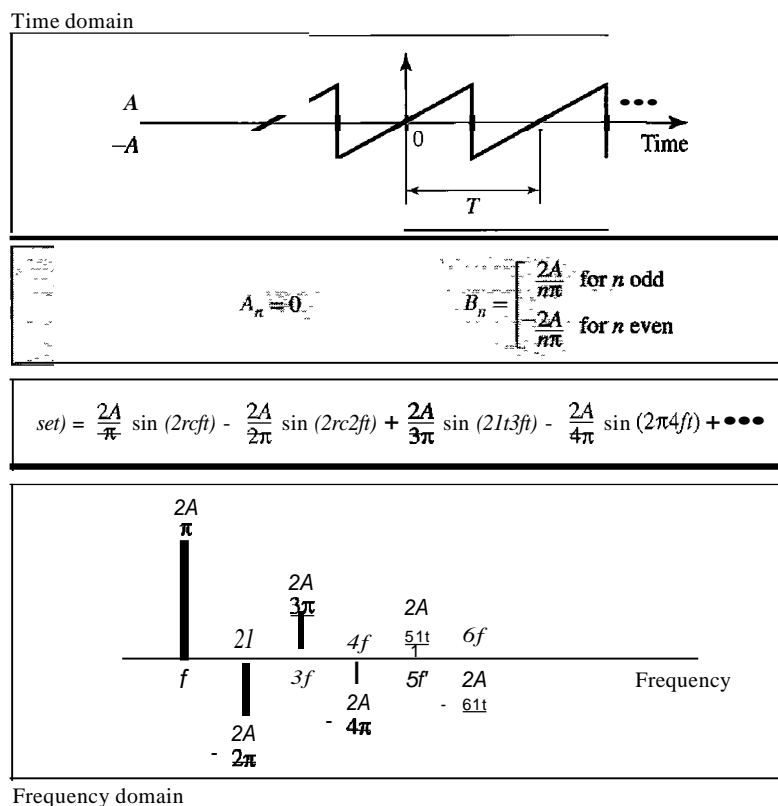 Time domain
A
-A
0
Time
T
A_n = 0
B_n = 2A/nπ for n odd
-2A/nπ for n even
set) = 2A/π sin (2rcft) - 2A/2π sin (2rc2ft) + 2A/3π sin (21t3ft) - 2A/4π sin (2π4ft) + •••
2A
π
2A
3π
2A
51t
1
21
4f
6f
f
3f
5f'
Frequency
2A
- 2π
2A
- 4π
2A
- 61t
Frequency domain